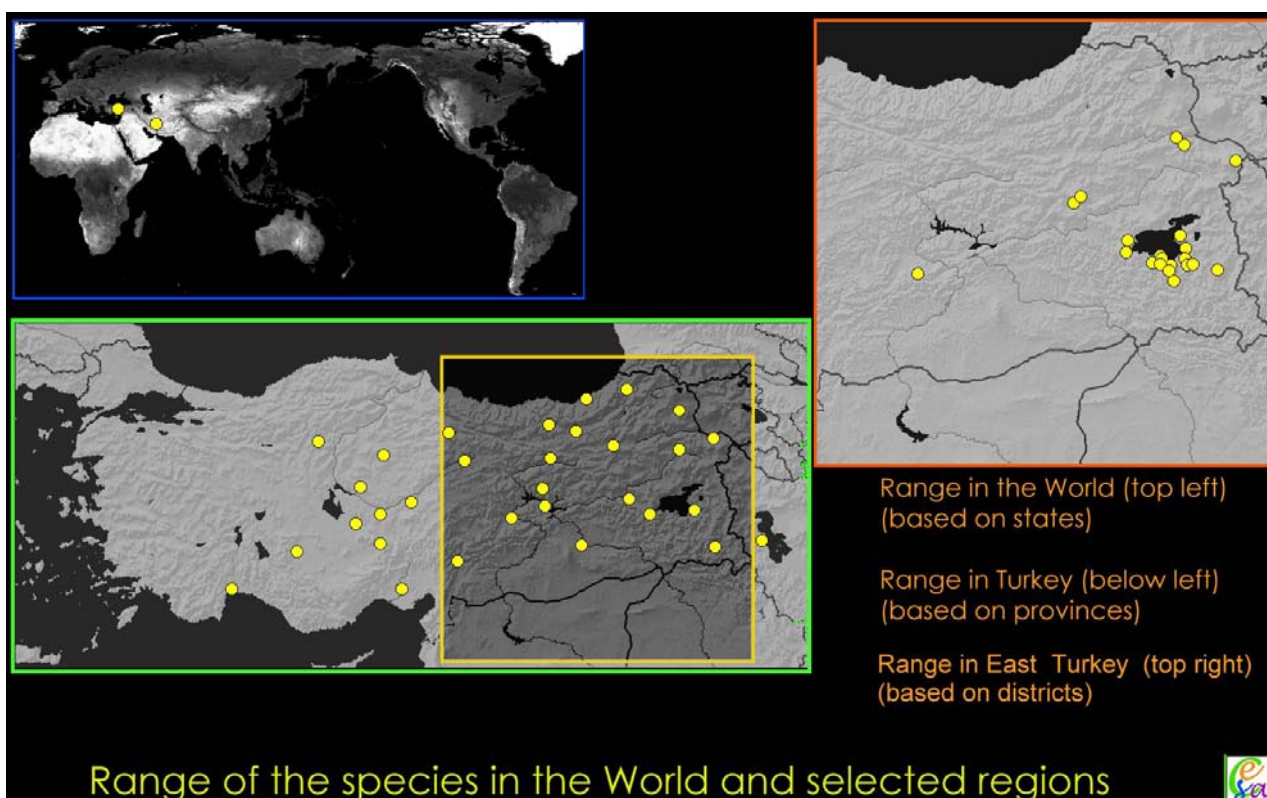 Range in the World (top left)
(based on states)
Range in Turkey (below left)
(based on provinces)
Range in East Turkey (top right)
(based on districts)
Range of the species in the World and selected regions